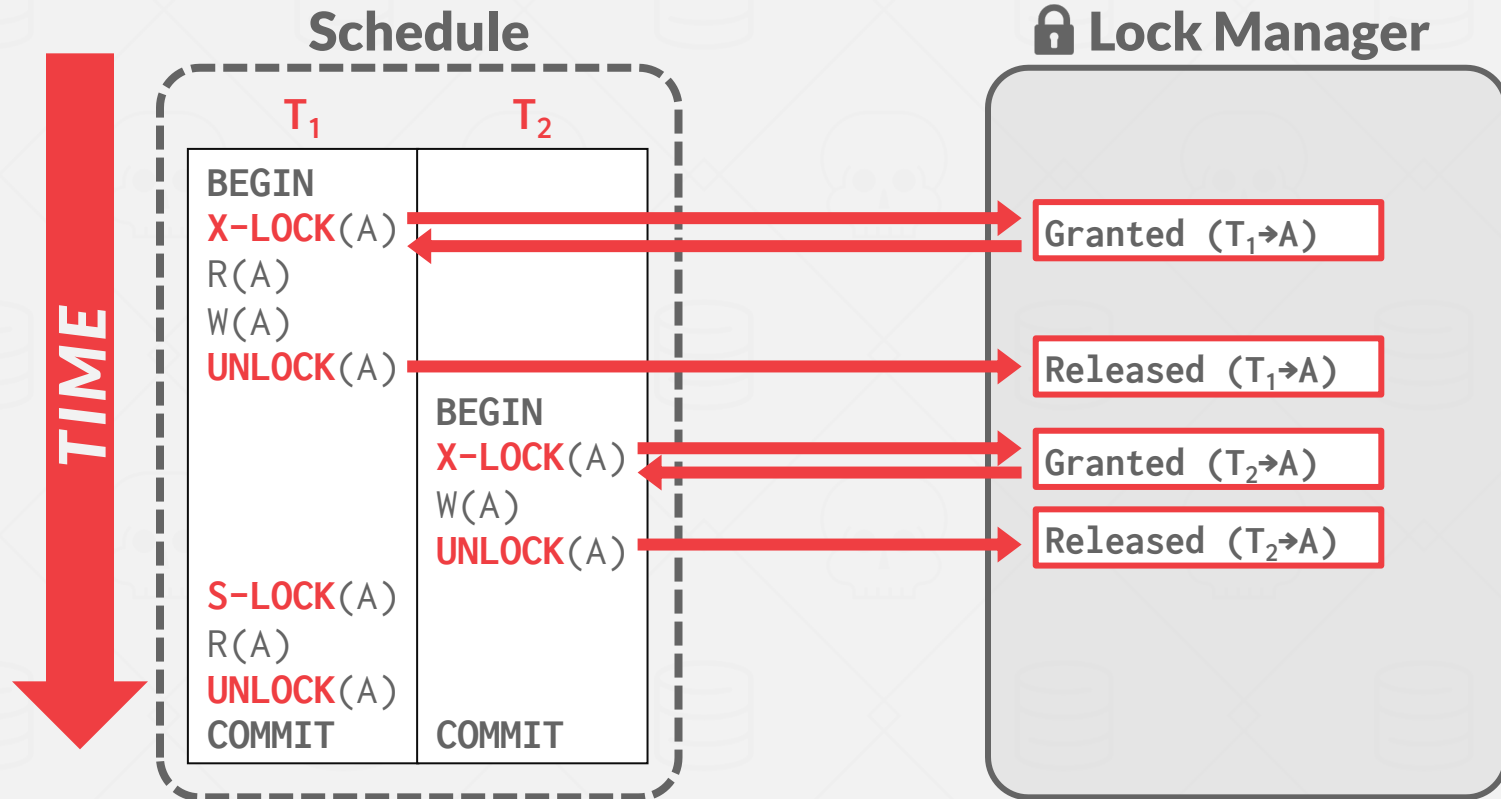 Schedule
Lock Manager
TIME
T₁ T₂
BEGIN
X-LOCK(A)
Granted (T₁→A)
R(A)
W(A)
UNLOCK(A)
Released (T₁→A)
BEGIN
X-LOCK(A)
Granted (T₂→A)
W(A)
UNLOCK(A)
Released (T₂→A)
S-LOCK(A)
R(A)
UNLOCK(A)
COMMIT COMMIT